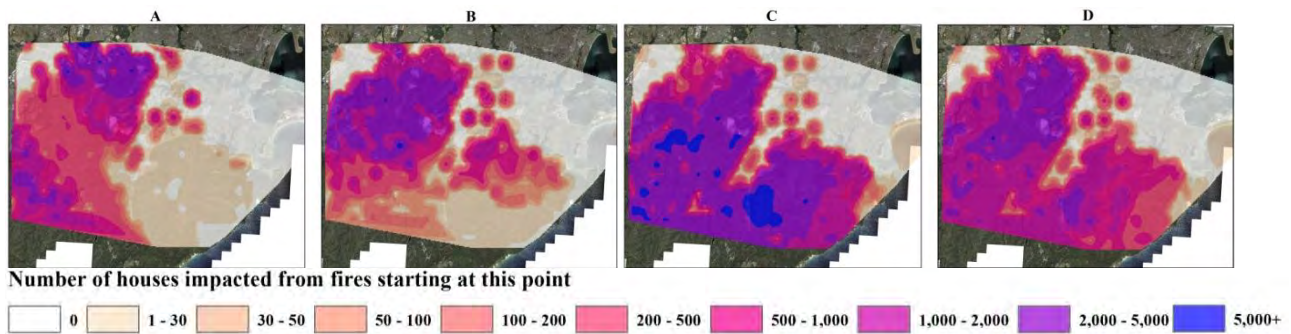 A B C D
Number of houses impacted from fires starting at this point
0 1 - 30 30 - 50 50 - 100 100 - 200 200 - 500 500 - 1,000 1,000 - 2,000 2,000 - 5,000 5,000+